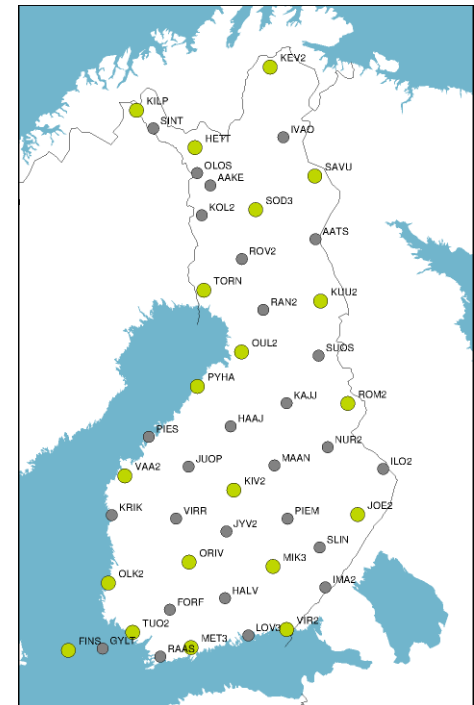 KEV2
KILP
SINT
IVAO
HETT
OLOS
SAVU
AAKE
KOL2
SOD3
AATS
ROV2
TORN
KUU2
RAN2
OUL2
SUOS
PYHA
KAJJ
ROM2
HAAJ
PIES
NUR2
VAA2
JUOP
MAAN
ILO2
KIV2
KRIK
VIRR
PIEM
JOE2
JYV2
SLIN
ORIV
MIK3
OLK2
IMA2
HALV
FORF
TUO2
LOV3
VIR2
FINS
GYLT
RAAS
MET3